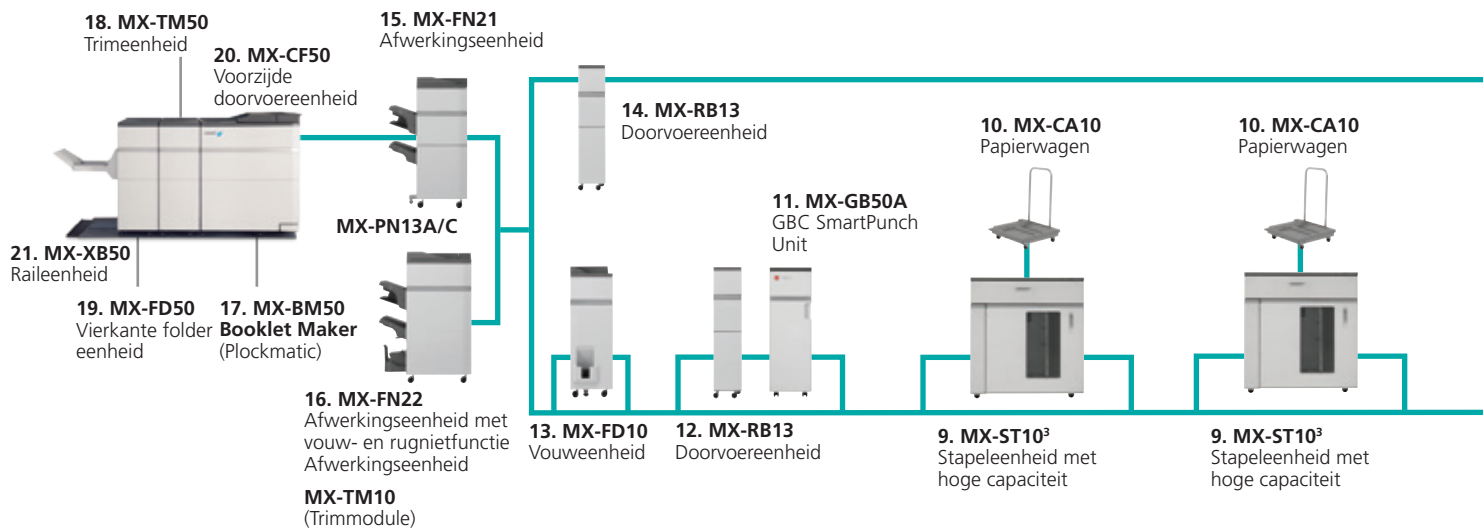 18. MX-TM50
Trimeenheid
20. MX-CF50
Voorzijde
doorvoereenheid
15. MX-FN21
Afwerkingseenheid
14. MX-RB13
Doorvoereenheid
10. MX-CA10
Papierwagen
10. MX-CA10
Papierwagen
MX-PN13A/C
11. MX-GB50A
GBC SmartPunch
Unit
21. MX-XB50
Raileenheid
19. MX-FD50
Vierkante folder
eenheid
17. MX-BM50
Booklet Maker
(Plockmatic)
16. MX-FN22
Afwerkingseenheid met
vouw- en rugnietfunctie
Afwerkingseenheid
MX-TM10
(Trimmodule)
13. MX-FD10
Vouweenheid
12. MX-RB13
Doorvoereenheid
9. MX-ST10³
Stapeleenheid met
hoge capaciteit
9. MX-ST10³
Stapeleenheid met
hoge capaciteit